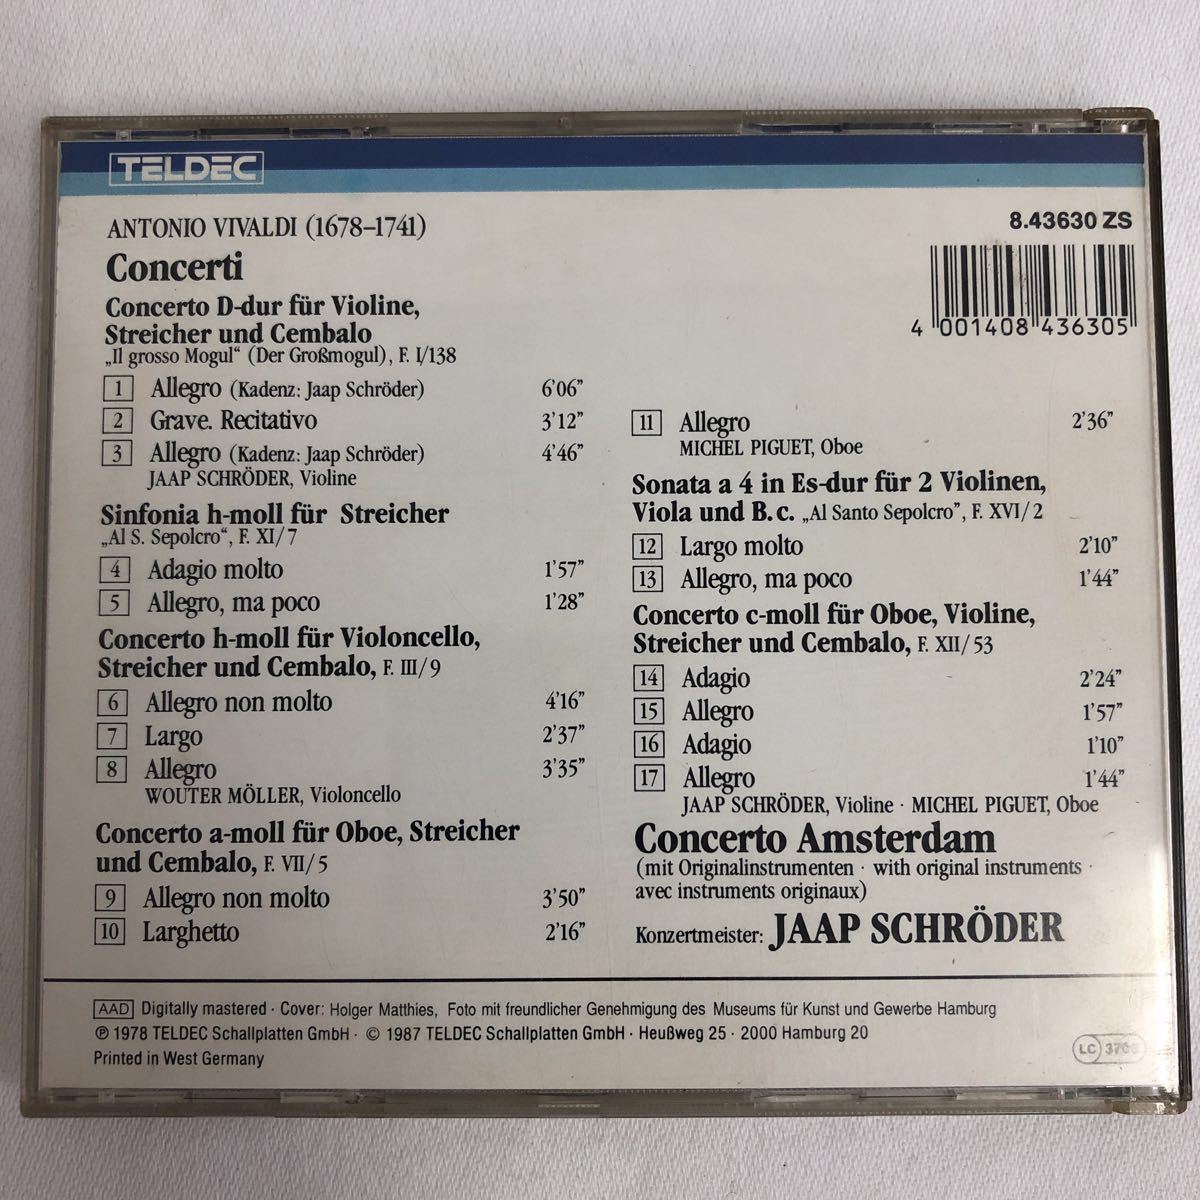 TELDEC
ANTONIO VIVALDI (1678–1741)
8.43630 ZS
4 001408 436305
Concerti
Concerto D-dur für Violine,
Streicher und Cembalo
„Il grosso Mogul“ (Der Großmogul), F. I/138
1 Allegro (Kadenz: Jaap Schröder) 6'06”
2 Grave. Recitativo 3'12”
3 Allegro (Kadenz: Jaap Schröder) 4'46”
JAAP SCHRÖDER, Violine
Sinfonia h-moll für Streicher
„Al S. Sepolcro“, F. XI/7
4 Adagio molto 1'57”
5 Allegro, ma poco 1'28”
Concerto h-moll für Violoncello,
Streicher und Cembalo, F. III/9
6 Allegro non molto 4'16”
7 Largo 2'37”
8 Allegro 3'35”
WOUTER MÖLLER, Violoncello
Concerto a-moll für Oboe, Streicher
und Cembalo, F. VII/5
9 Allegro non molto 3'50”
10 Larghetto 2'16”
11 Allegro 2'36”
MICHEL PIGUET, Oboe
Sonata a 4 in Es-dur für 2 Violinen,
Viola und B. c. „Al Santo Sepolcro“, F. XVI/2
12 Largo molto 2'10”
13 Allegro, ma poco 1'44”
Concerto c-moll für Oboe, Violine,
Streicher und Cembalo, F. XII/53
14 Adagio 2'24”
15 Allegro 1'57”
16 Adagio 1'10”
17 Allegro 1'44”
JAAP SCHRÖDER, Violine · MICHEL PIGUET, Oboe
Concerto Amsterdam
(mit Originalinstrumenten · with original instruments ·
avec instruments originaux)
Konzertmeister: JAAP SCHRÖDER
AAD Digitally mastered · Cover: Holger Matthies, Foto mit freundlicher Genehmigung des Museums für Kunst und Gewerbe Hamburg
℗ 1978 TELDEC Schallplatten GmbH · © 1987 TELDEC Schallplatten GmbH · Heußweg 25 · 2000 Hamburg 20
Printed in West Germany
LC